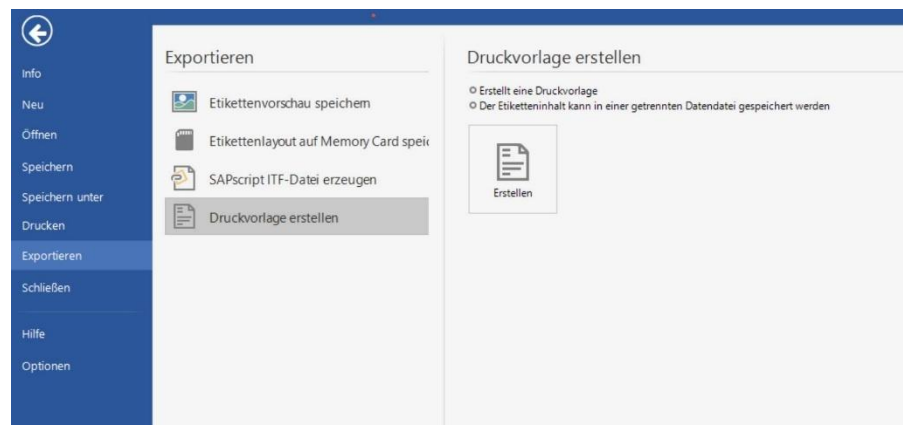 Info
Neu
Öffnen
Speichern
Speichern unter
Drucken
Exportieren
Schließen
Hilfe
Optionen
Exportieren
Etikettenvorschau speichern
Etikettenlayout auf Memory Card speic
SAPscript ITF-Datei erzeugen
Druckvorlage erstellen
Druckvorlage erstellen
Erstellt eine Druckvorlage
Der Etiketteninhalt kann in einer getrennten Datendatei gespeichert werden
Erstellen